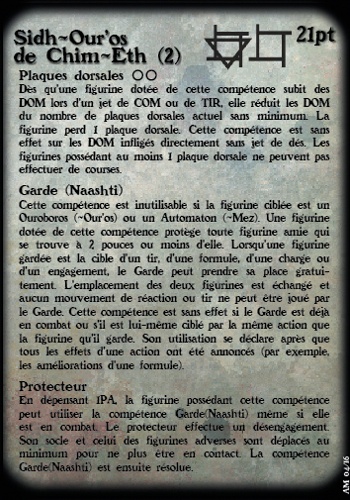 Sidh~Our'os
de Chim~Eth (2)
21pt
Plaques dorsales ○○
Dès qu'une figurine dotée de cette compétence subit des
DOM lors d'un jet de COM ou de TIR, elle réduit les DOM
du nombre de plaques dorsales actuel sans minimum. La
figurine perd 1 plaque dorsale. Cette compétence est sans
effet sur les DOM infligés directement sans jet de dés. Les
figurines possédant au moins 1 plaque dorsale ne peuvent pas
effectuer de courses.
Garde (Naashti)
Cette compétence est inutilisable si la figurine ciblée est un
Ouroboros (~Our'os) ou un Automaton (~Mez). Une figurine
dotée de cette compétence protège toute figurine amie qui
se trouve à 2 pouces ou moins d'elle. Lorsqu'une figurine
gardée est la cible d'un tir, d'une formule, d'une charge ou
d'un engagement, le Garde peut prendre sa place gratui-
tement. L'emplacement des deux figurines est échangé et
aucun mouvement de réaction ou tir ne peut être joué par
le Garde. Cette compétence est sans effet si le Garde est déjà
en combat ou s'il est lui-même ciblé par la même action que
la figurine qu'il garde. Son utilisation se déclare après que
tous les effets d'une action ont été annoncés (par exemple,
les améliorations d'une formule).
Protecteur
En dépensant 1PA, la figurine possédant cette compétence
peut utiliser la compétence Garde(Naashti) même si elle
est en combat. Le protecteur effectue un désengagement.
Son socle et celui des figurines adverses sont déplacés au
minimum pour ne plus être en contact. La compétence
Garde(Naashti) est ensuite résolue.